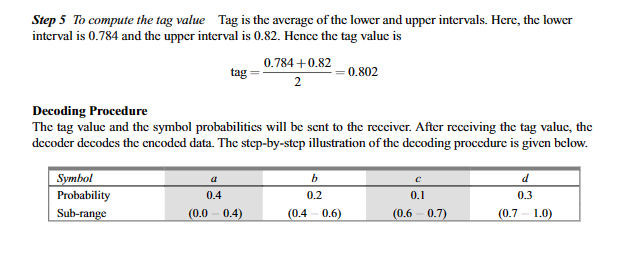 Step 5 To compute the tag value Tag is the average of the lower and upper intervals. Here, the lower
interval is 0.784 and the upper interval is 0.82. Hence the tag value is
tag = (0.784 + 0.82) / 2 = 0.802
Decoding Procedure
The tag value and the symbol probabilities will be sent to the receiver. After receiving the tag value, the
decoder decodes the encoded data. The step-by-step illustration of the decoding procedure is given below.
Symbol a b c d
Probability 0.4 0.2 0.1 0.3
Sub-range (0.0 – 0.4) (0.4 – 0.6) (0.6 – 0.7) (0.7 – 1.0)